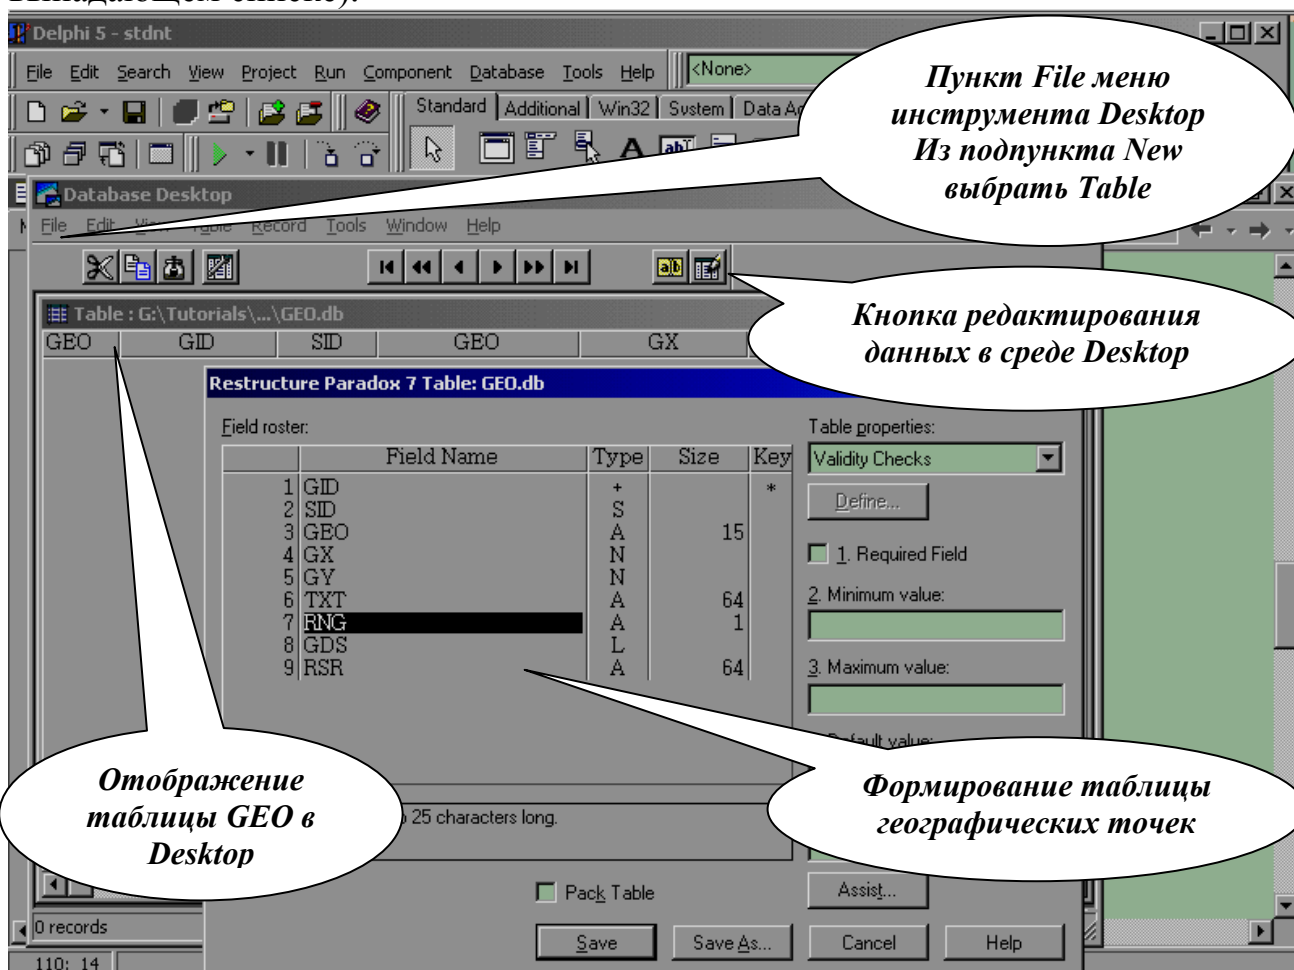 Delphi 5 - stdnt
File Edit Search View Project Run Component Database Tools Help
<None>
Standard Additional Win32 System Data A
Пункт File меню
инструмента Desktop
Из подпункта New
выбрать Table
Database Desktop
File Edit View Table Record Tools Window Help
Кнопка редактирования
данных в среде Desktop
Table : G:\Tutorials\...\GEO.db
GEO GID SID GEO GX
Restructure Paradox 7 Table: GEO.db
Field roster:
Table properties:
Field Name Type Size Key
Validity Checks
1 GID + *
2 SID S
3 GEO A 15
4 GX N
5 GY N
6 TXT A 64
7 RNG A 1
8 GDS L
9 RSR A 64
Define...
1. Required Field
2. Minimum value:
3. Maximum value:
Default value:
Отображение
таблицы GEO в
Desktop
Формирование таблицы
географических точек
25 characters long.
Pack Table
Assist...
0 records
Save Save As... Cancel Help
110: 14